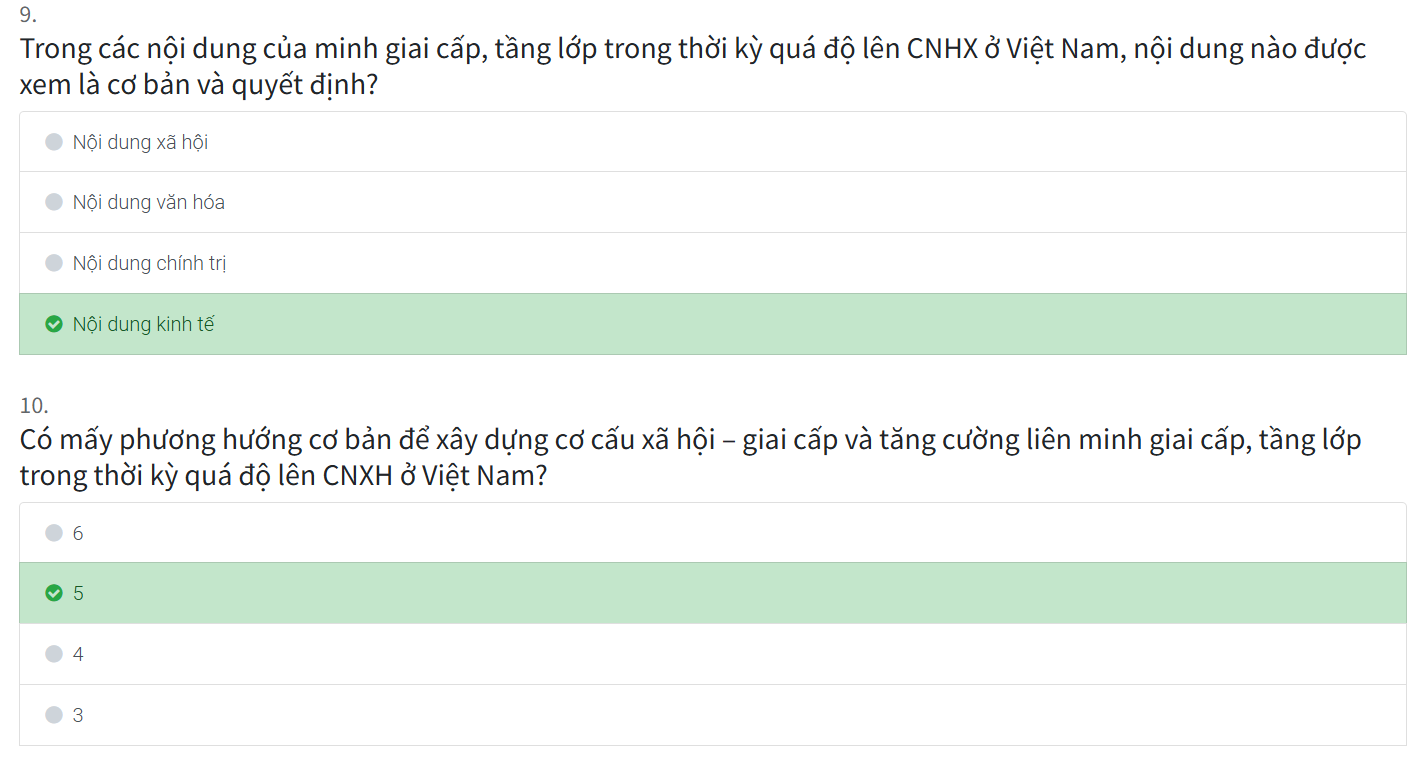 9.
Trong các nội dung của minh giai cấp, tầng lớp trong thời kỳ quá độ lên CNHX ở Việt Nam, nội dung nào được
xem là cơ bản và quyết định?
Nội dung xã hội
Nội dung văn hóa
Nội dung chính trị
Nội dung kinh tế
10.
Có mấy phương hướng cơ bản để xây dựng cơ cấu xã hội – giai cấp và tăng cường liên minh giai cấp, tầng lớp
trong thời kỳ quá độ lên CNXH ở Việt Nam?
6
5
4
3